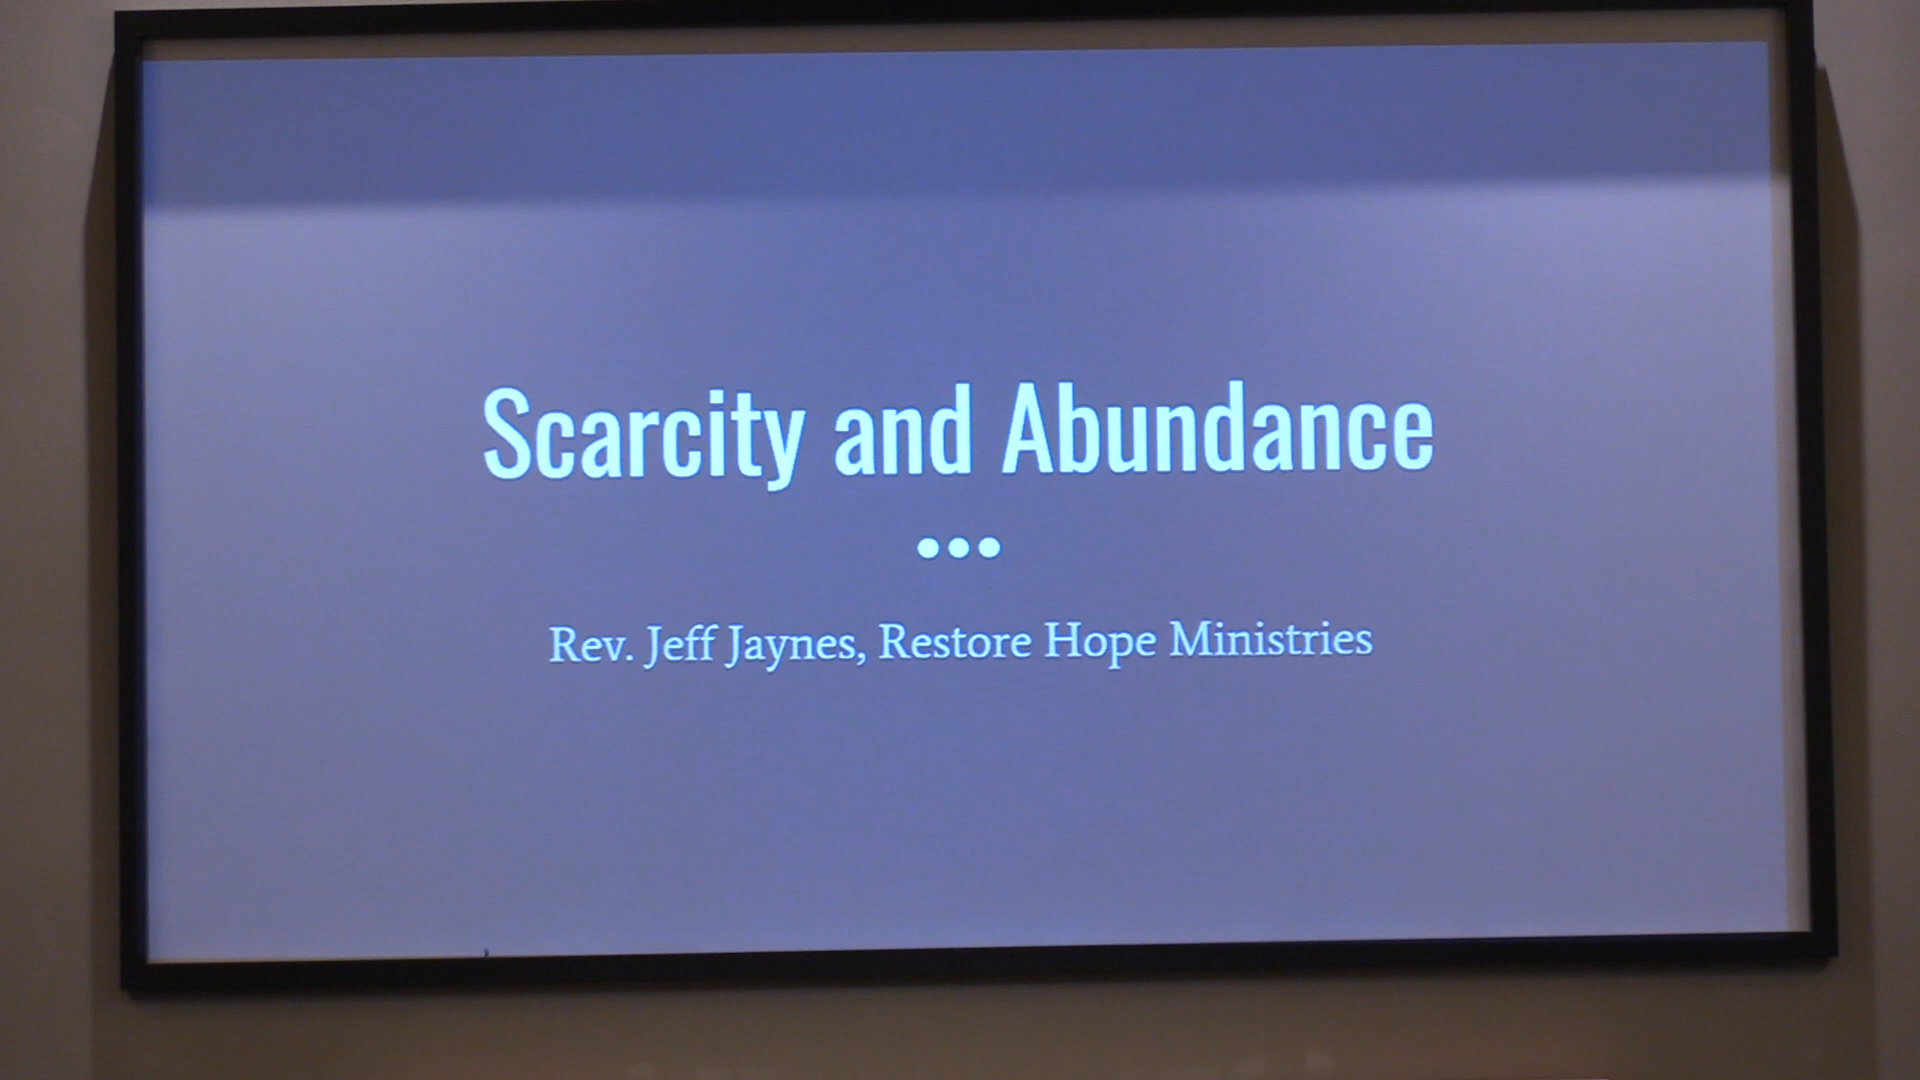 Scarcity and Abundance
Rev. Jeff Jaynes, Restore Hope Ministries